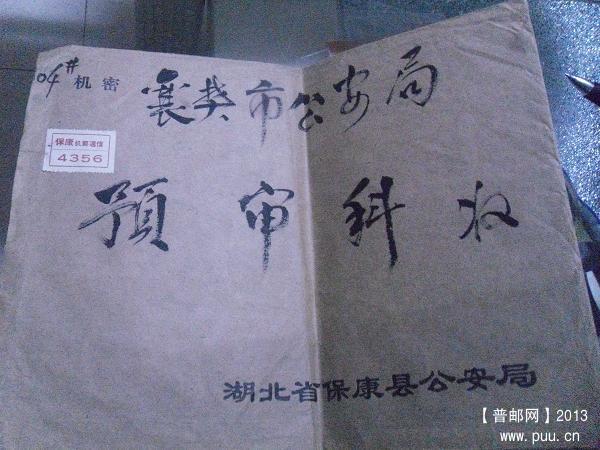 04# 机密
襄樊市公安局
保康机要通信
4356
预审科收
湖北省保康县公安局
【普邮网】2013
www.puu.cn